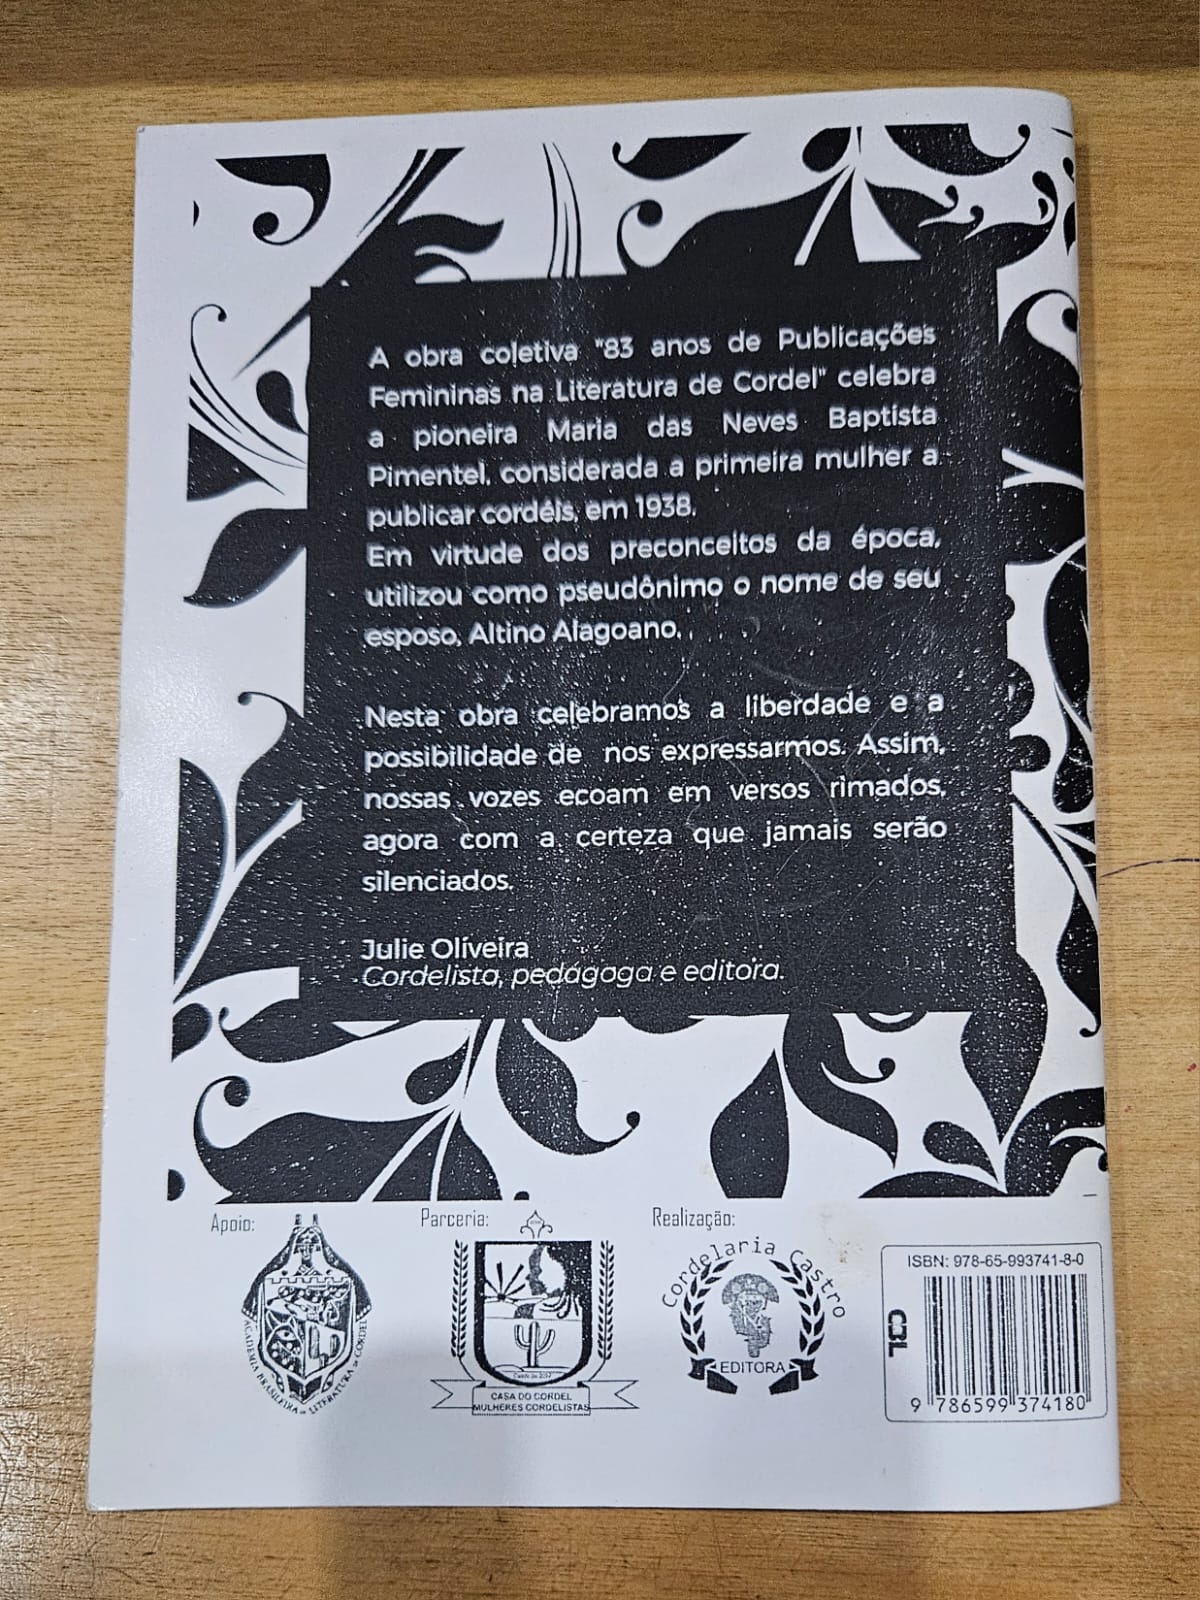 A obra coletiva "83 anos de Publicações
Femininas na Literatura de Cordel" celebra
a pioneira Maria das Neves Baptista
Pimentel, considerada a primeira mulher a
publicar cordéis, em 1938.
Em virtude dos preconceitos da época,
utilizou como pseudônimo o nome de seu
esposo, Altino Alagoano.
Nesta obra celebramos a liberdade e a
possibilidade de nos expressarmos. Assim,
nossas vozes ecoam em versos rimados,
agora com a certeza que jamais serão
silenciados.
Julie Oliveira
Cordelista, pedagoga e editora.
Apoio:
ACADEMIA BRASILEIRA DE LITERATURA DE CORDEL
Parceria:
CASA DO CORDEL
MULHERES CORDELISTAS
Realização:
Cordelaria Castro
EDITORA
ISBN: 978-65-993741-8-0
CBL
9 786599 374180